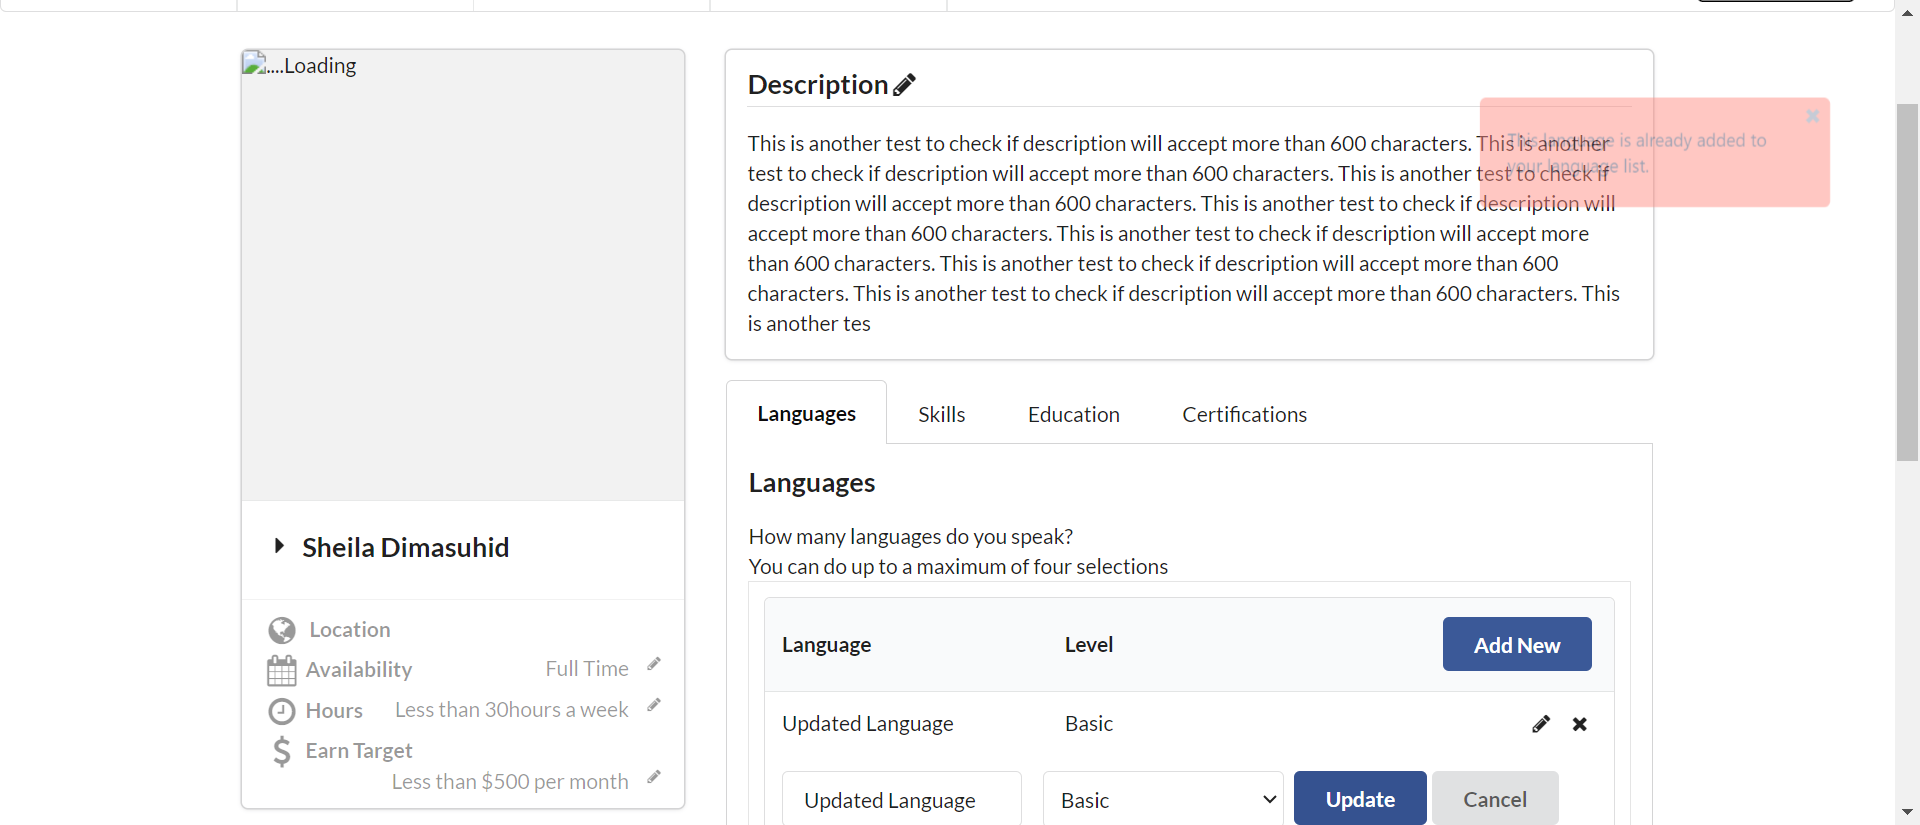 ....Loading
Sheila Dimasuhid
Location
Availability Full Time
Hours Less than 30hours a week
Earn Target
Less than $500 per month
Description
This is another test to check if description will accept more than 600 characters. This is another
test to check if description will accept more than 600 characters. This is another test to check if
description will accept more than 600 characters. This is another test to check if description will
accept more than 600 characters. This is another test to check if description will accept more
than 600 characters. This is another test to check if description will accept more than 600
characters. This is another test to check if description will accept more than 600 characters. This
is another tes
This language is already added to
your language list.
Languages Skills Education Certifications
Languages
How many languages do you speak?
You can do up to a maximum of four selections
Language Level Add New
Updated Language Basic
Updated Language Basic Update Cancel